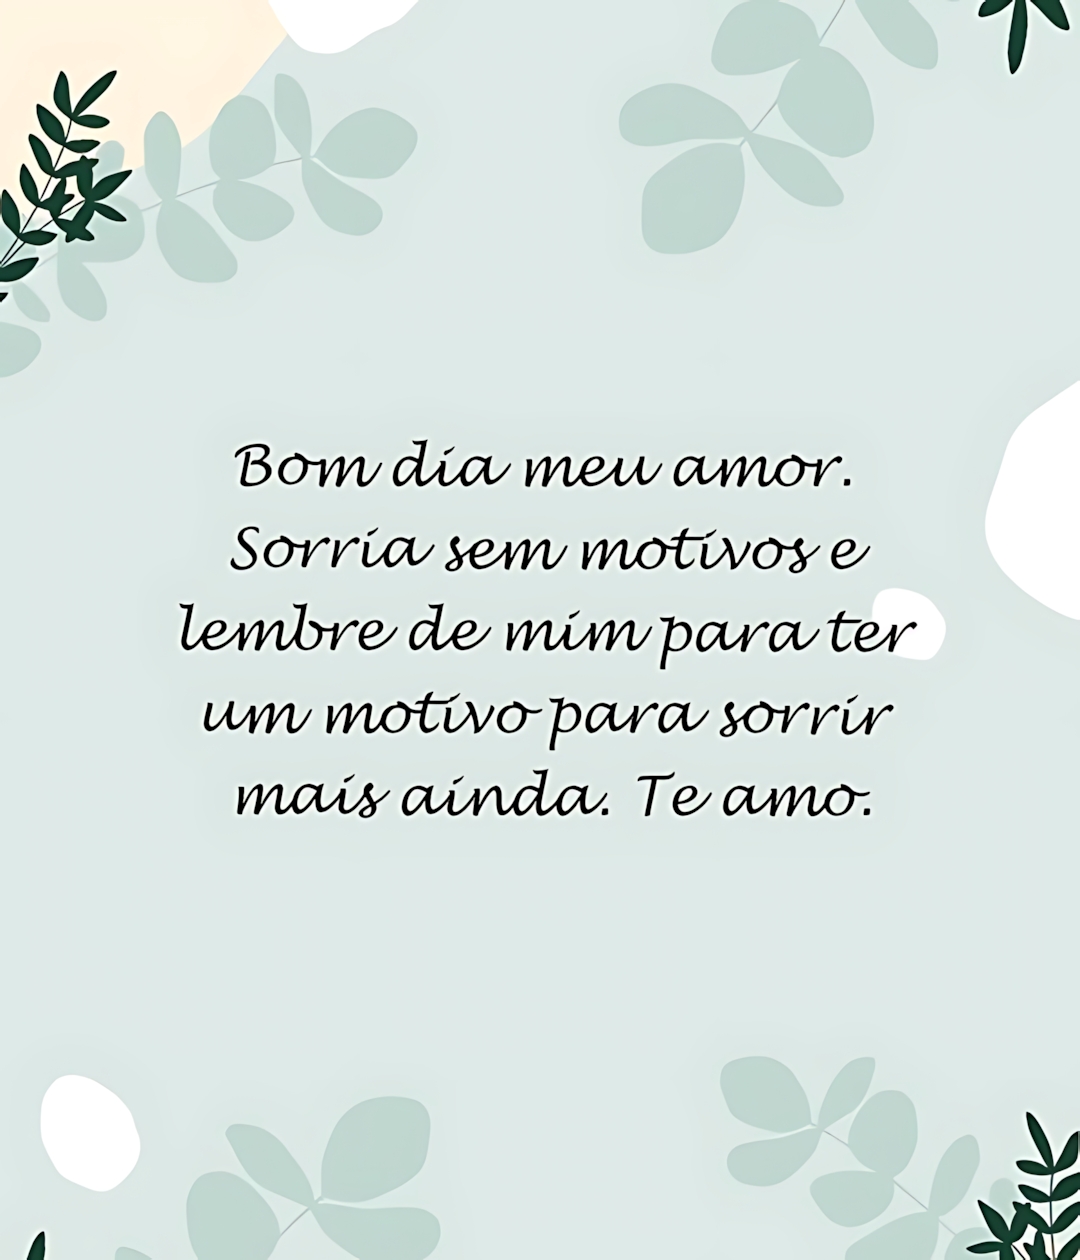 Bom dia meu amor.
Sorria sem motivos e
lembre de mim para ter
um motivo para sorrir
mais ainda. Te amo.